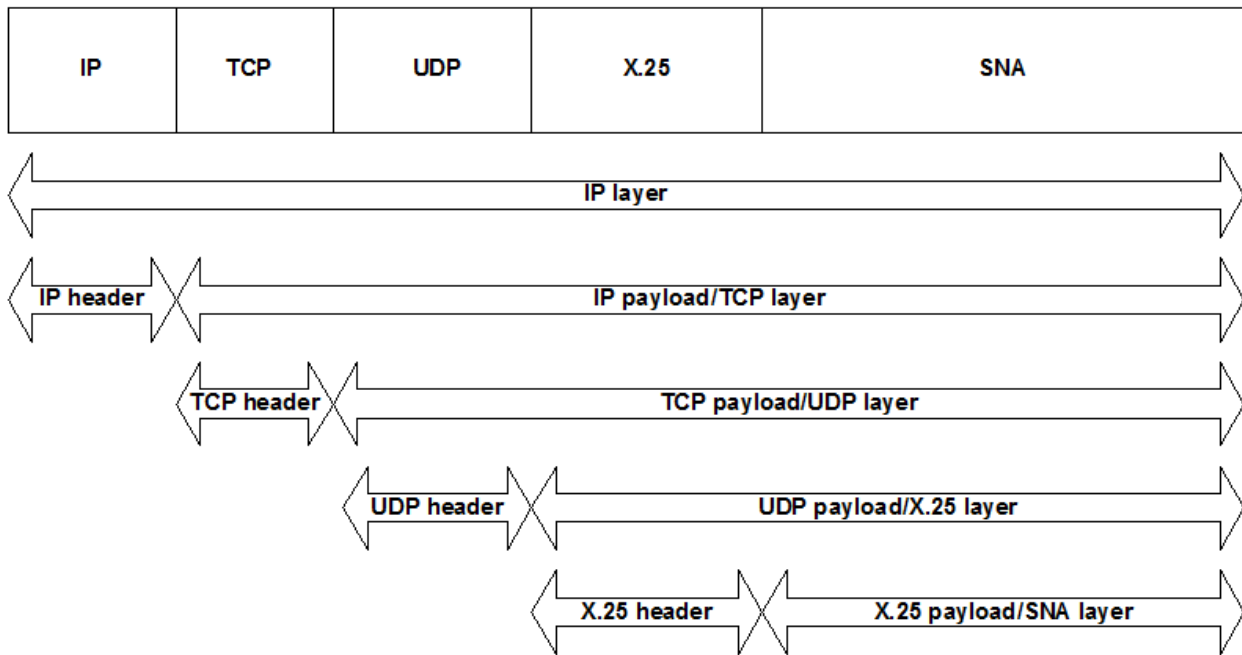 IP TCP UDP X.25 SNA
IP layer
IP header IP payload/TCP layer
TCP header TCP payload/UDP layer
UDP header UDP payload/X.25 layer
X.25 header X.25 payload/SNA layer